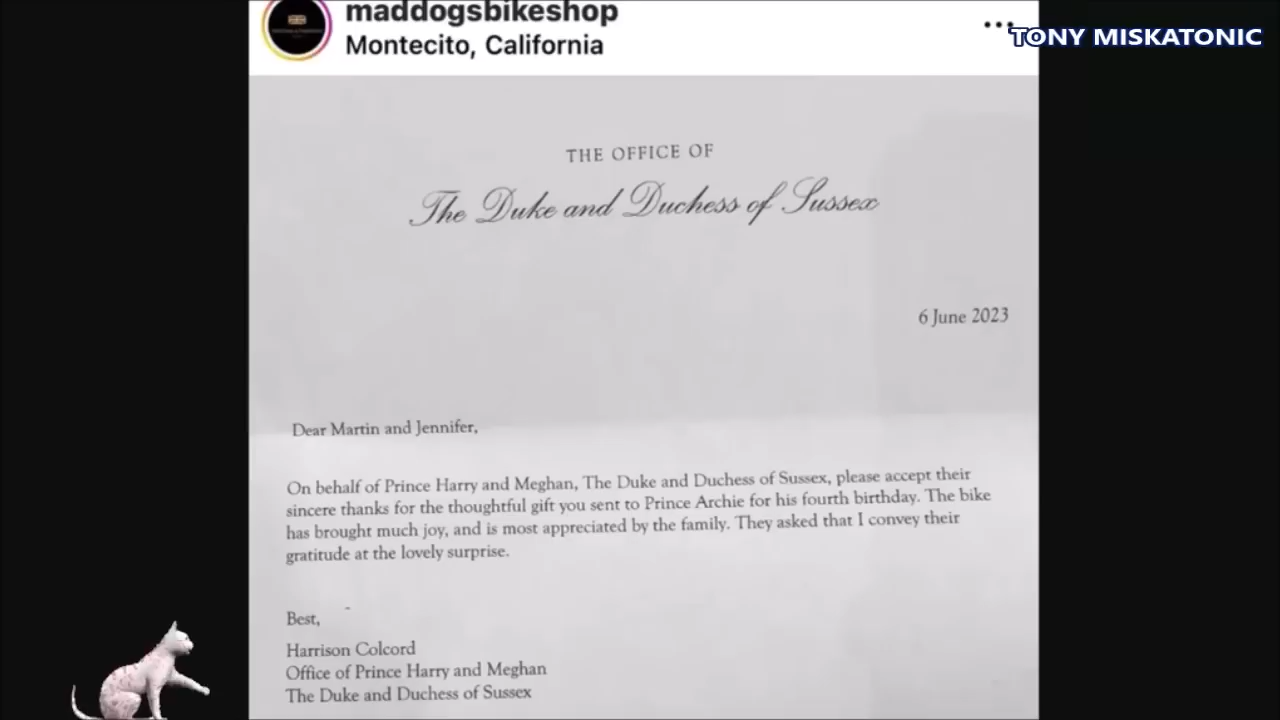 maddogsbikeshop
Montecito, California
TONY MISKATONIC
THE OFFICE OF
The Duke and Duchess of Sussex
6 June 2023
Dear Martin and Jennifer,
On behalf of Prince Harry and Meghan, The Duke and Duchess of Sussex, please accept their
sincere thanks for the thoughtful gift you sent to Prince Archie for his fourth birthday. The bike
has brought much joy, and is most appreciated by the family. They asked that I convey their
gratitude at the lovely surprise.
Best,
Harrison Colcord
Office of Prince Harry and Meghan
The Duke and Duchess of Sussex